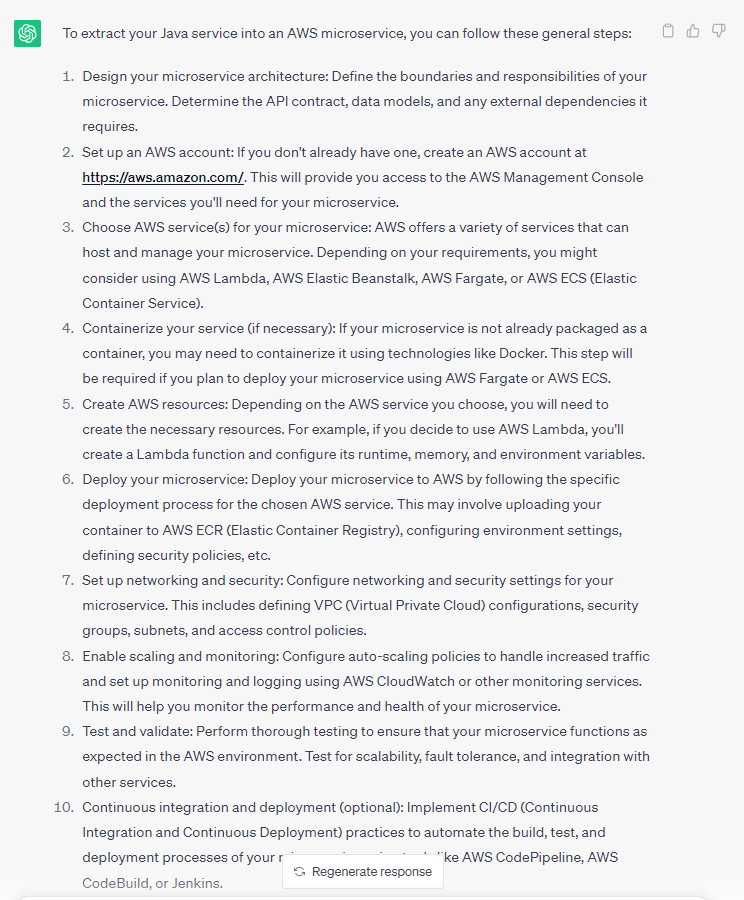 To extract your Java service into an AWS microservice, you can follow these general steps:
1. Design your microservice architecture: Define the boundaries and responsibilities of your
microservice. Determine the API contract, data models, and any external dependencies it
requires.
2. Set up an AWS account: If you don't already have one, create an AWS account at
https://aws.amazon.com/. This will provide you access to the AWS Management Console
and the services you'll need for your microservice.
3. Choose AWS service(s) for your microservice: AWS offers a variety of services that can
host and manage your microservice. Depending on your requirements, you might
consider using AWS Lambda, AWS Elastic Beanstalk, AWS Fargate, or AWS ECS (Elastic
Container Service).
4. Containerize your service (if necessary): If your microservice is not already packaged as a
container, you may need to containerize it using technologies like Docker. This step will
be required if you plan to deploy your microservice using AWS Fargate or AWS ECS.
5. Create AWS resources: Depending on the AWS service you choose, you will need to
create the necessary resources. For example, if you decide to use AWS Lambda, you'll
create a Lambda function and configure its runtime, memory, and environment variables.
6. Deploy your microservice: Deploy your microservice to AWS by following the specific
deployment process for the chosen AWS service. This may involve uploading your
container to AWS ECR (Elastic Container Registry), configuring environment settings,
defining security policies, etc.
7. Set up networking and security: Configure networking and security settings for your
microservice. This includes defining VPC (Virtual Private Cloud) configurations, security
groups, subnets, and access control policies.
8. Enable scaling and monitoring: Configure auto-scaling policies to handle increased traffic
and set up monitoring and logging using AWS CloudWatch or other monitoring services.
This will help you monitor the performance and health of your microservice.
9. Test and validate: Perform thorough testing to ensure that your microservice functions as
expected in the AWS environment. Test for scalability, fault tolerance, and integration with
other services.
10. Continuous integration and deployment (optional): Implement CI/CD (Continuous
Integration and Continuous Deployment) practices to automate the build, test, and
deployment processes of your like AWS CodePipeline, AWS
CodeBuild, or Jenkins.
Regenerate response